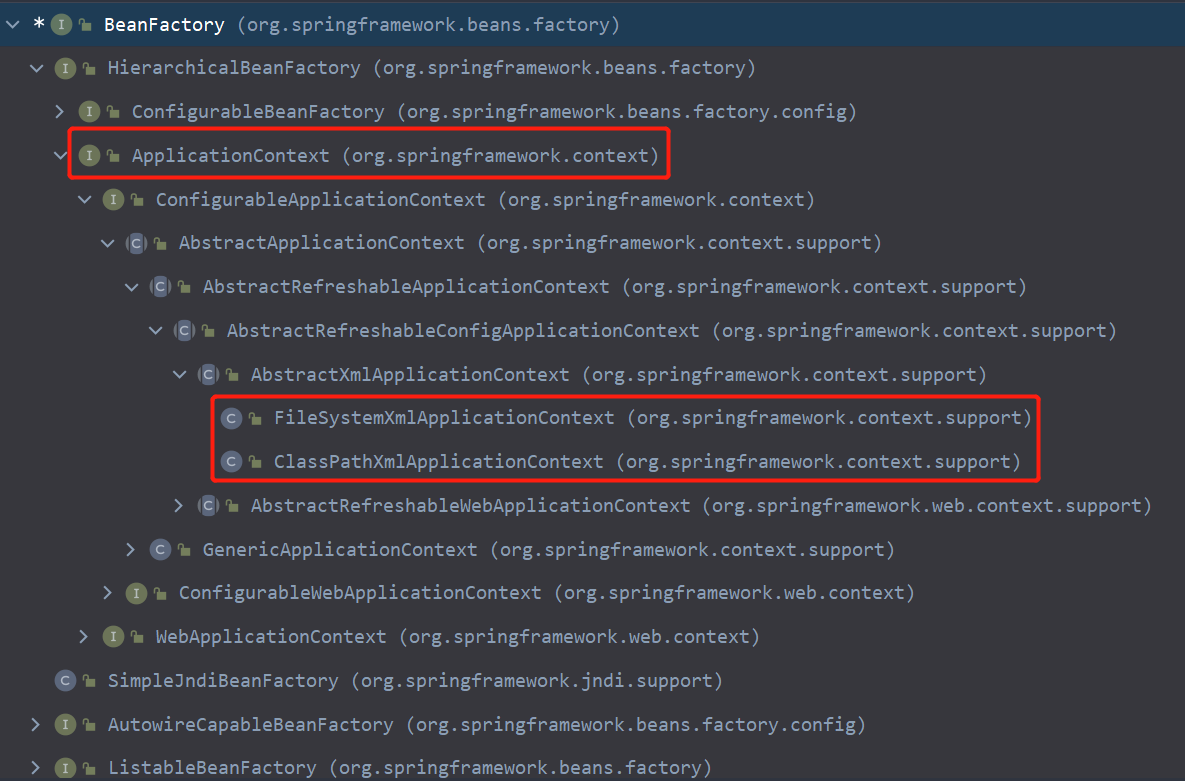 * I BeanFactory (org.springframework.beans.factory)
I HierarchicalBeanFactory (org.springframework.beans.factory)
I ConfigurableBeanFactory (org.springframework.beans.factory.config)
I ApplicationContext (org.springframework.context)
I ConfigurableApplicationContext (org.springframework.context)
C AbstractApplicationContext (org.springframework.context.support)
C AbstractRefreshableApplicationContext (org.springframework.context.support)
C AbstractRefreshableConfigApplicationContext (org.springframework.context.support)
C AbstractXmlApplicationContext (org.springframework.context.support)
C FileSystemXmlApplicationContext (org.springframework.context.support)
C ClassPathXmlApplicationContext (org.springframework.context.support)
C AbstractRefreshableWebApplicationContext (org.springframework.web.context.support)
C GenericApplicationContext (org.springframework.context.support)
I ConfigurableWebApplicationContext (org.springframework.web.context)
I WebApplicationContext (org.springframework.web.context)
C SimpleJndiBeanFactory (org.springframework.jndi.support)
I AutowireCapableBeanFactory (org.springframework.beans.factory.config)
I ListableBeanFactory (org.springframework.beans.factory)